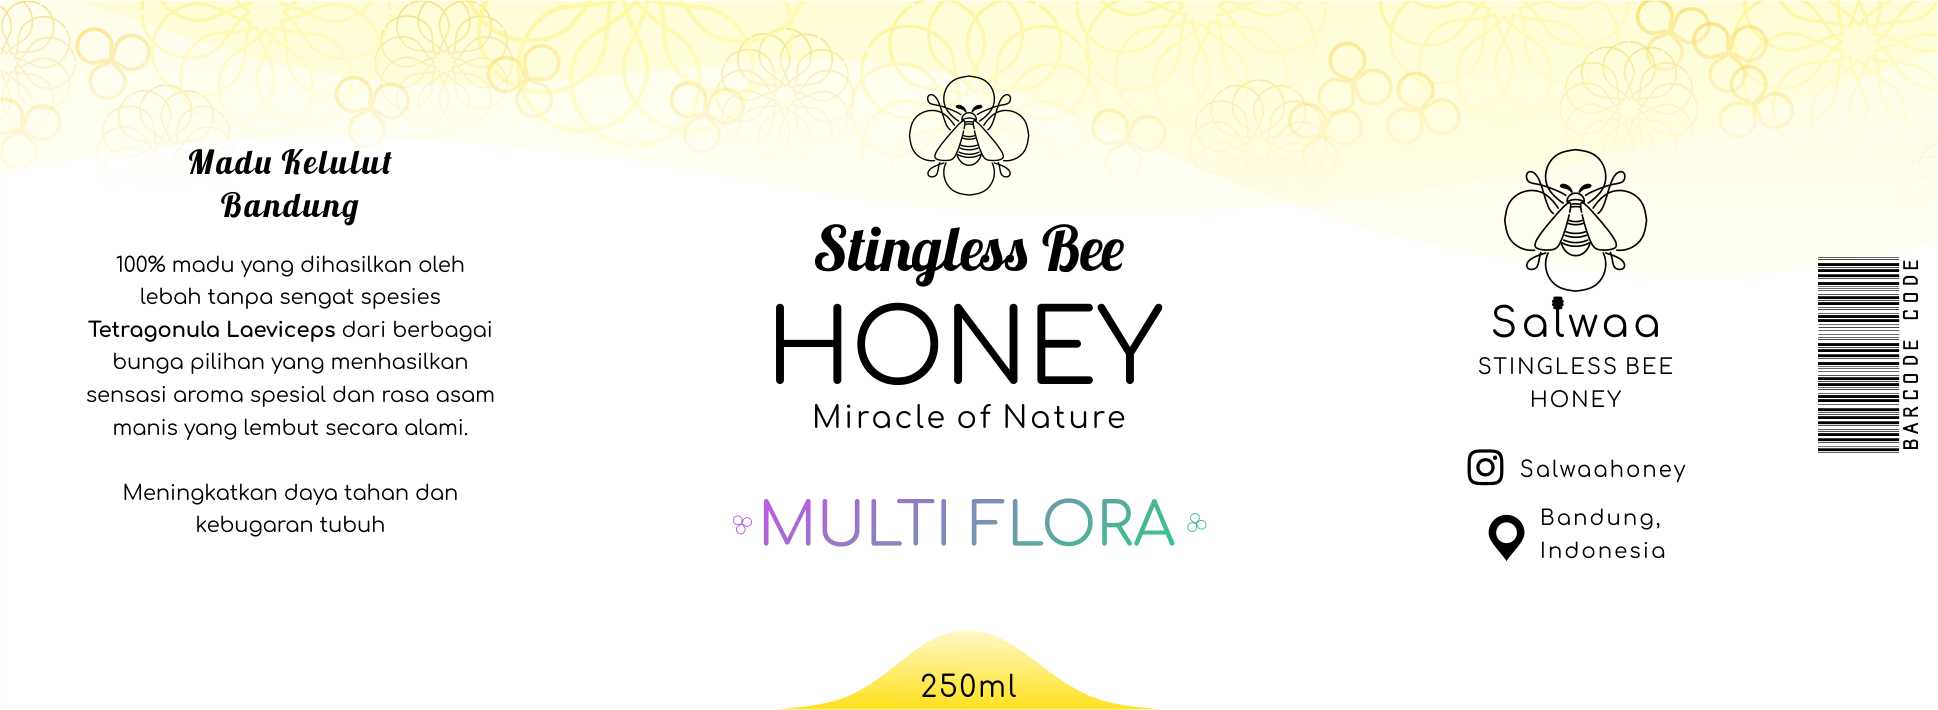 Madu Kelulut
Bandung
100% madu yang dihasilkan oleh
lebah tanpa sengat spesies
Tetragonula Laeviceps dari berbagai
bunga pilihan yang menhasilkan
sensasi aroma spesial dan rasa asam
manis yang lembut secara alami.
Meningkatkan daya tahan dan
kebugaran tubuh
Stingless Bee
HONEY
Miracle of Nature
MULTI FLORA
250ml
Salwaa
STINGLESS BEE
HONEY
Salwaahoney
Bandung,
Indonesia
BARCODE CODE